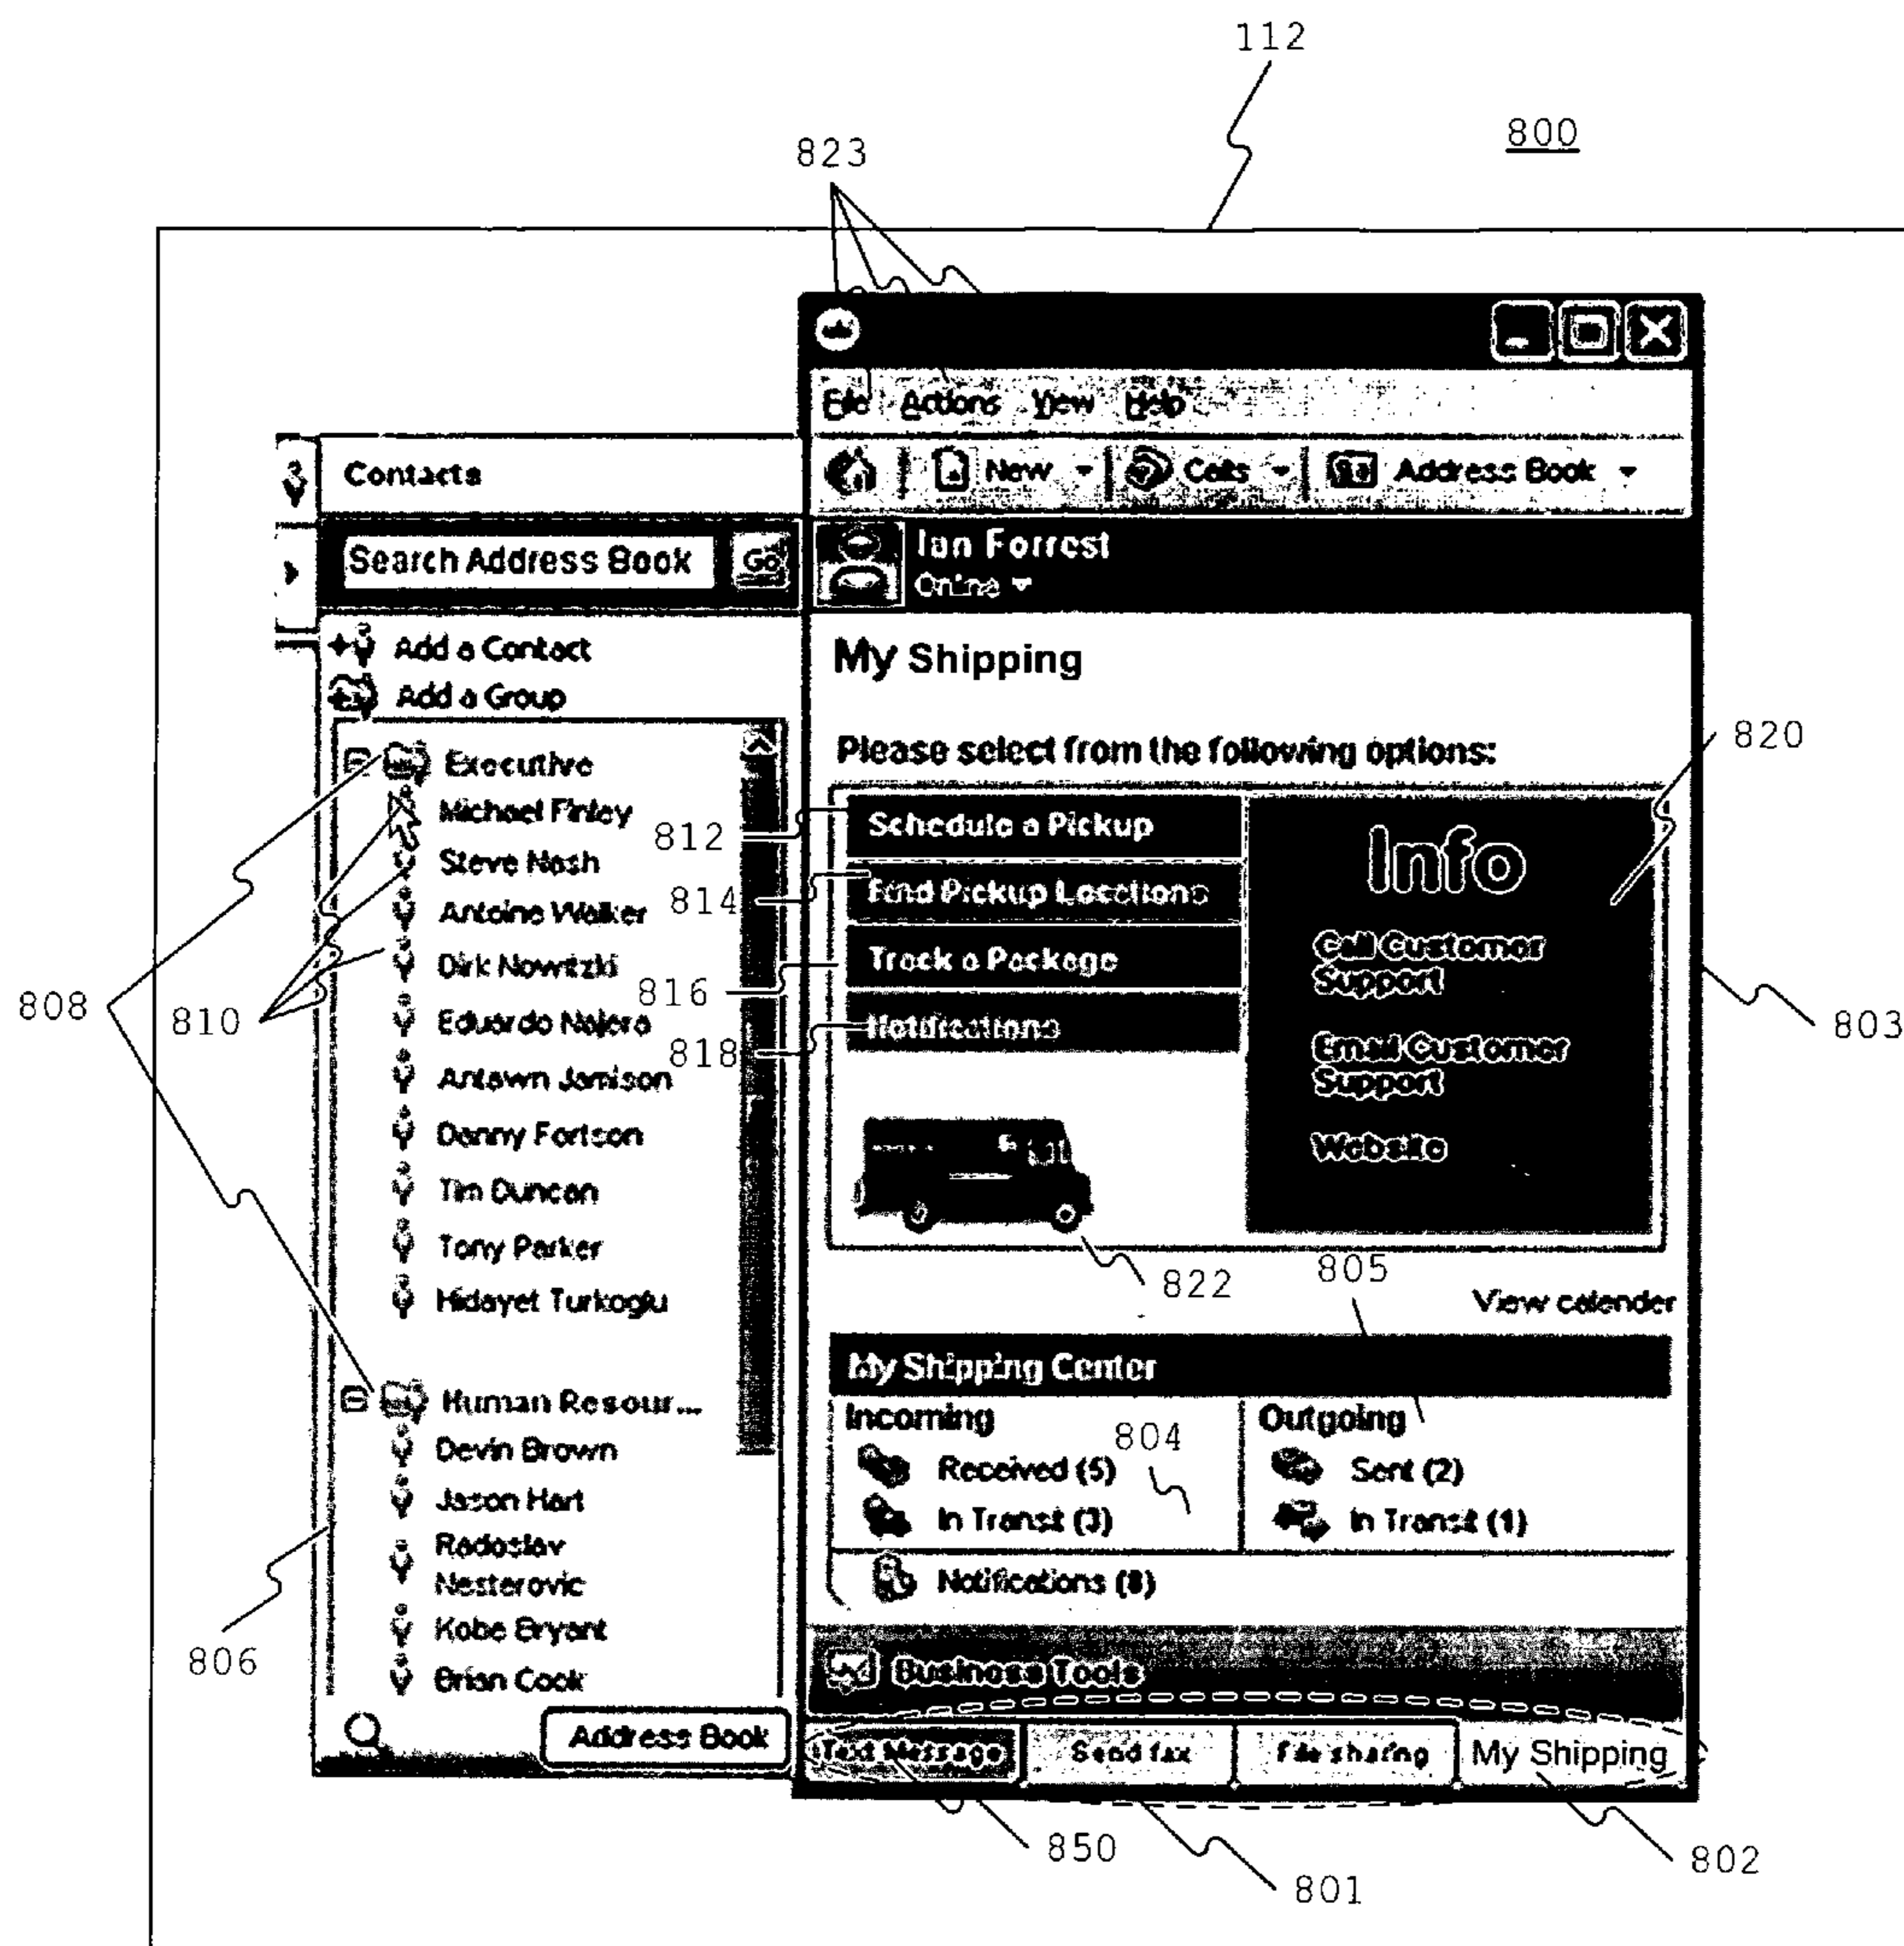 112
800
823
File Actions View Help
Contacts
New Calls Address Book
Search Address Book Go
Ian Forrest
Online
Add a Contact
Add a Group
My Shipping
Please select from the following options:
820
Executive
Michael Finley
Steve Nash
Antoine Walker
Dirk Nowitzki
Eduardo Najera
Antawn Jamison
Danny Fortson
Tim Duncan
Tony Parker
Hidayet Turkoglu
808
810
812
Schedule a Pickup
814
Find Pickup Locations
816
Track a Package
818
Notifications
Info
Call Customer
Support
Email Customer
Support
Website
803
822
805
View calender
My Shipping Center
Incoming
Received (5)
In Transit (3)
804
Outgoing
Sent (2)
In Transit (1)
Notifications (8)
Human Resour...
Devin Brown
Jason Hart
Radoslav
Nesterovic
Kobe Bryant
Brian Cook
806
Business Tools
Address Book
Text Message Send fax File sharing My Shipping
850
801
802